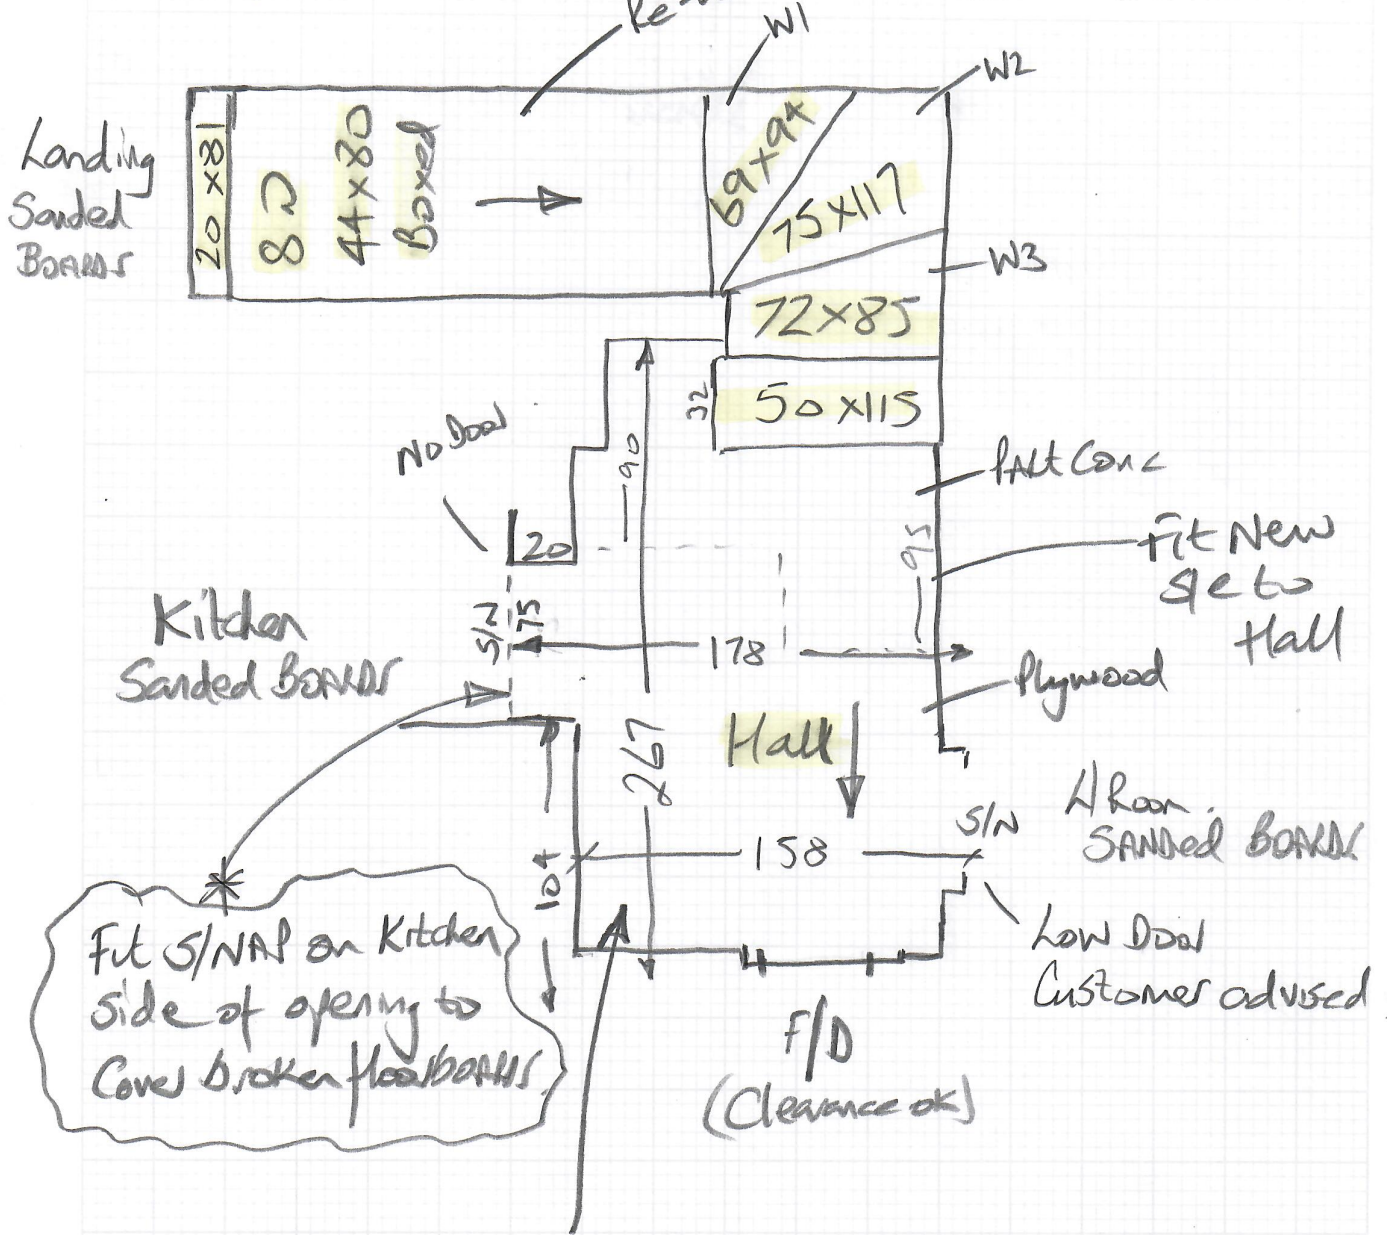 Re-
W1
W2
Landing
Sanded
BOARDS
20 x 81
8 D
44 x 80
Boxed
69 x 94
75 x 117
W3
72 x 85
50 x 115
32
No Door
90
20
Part Conc
Fit New
to
Hall
95
Kitchen
Sanded BOARDS
S/N
75
178
Plywood
Hall
267
L/Room.
SANDed BOARDS
S/N
158
104
Low Door
Customer advised
Fit S/NAP on Kitchen
side of opening to
Cover broken floorboards
F/D
(Clearance ok)